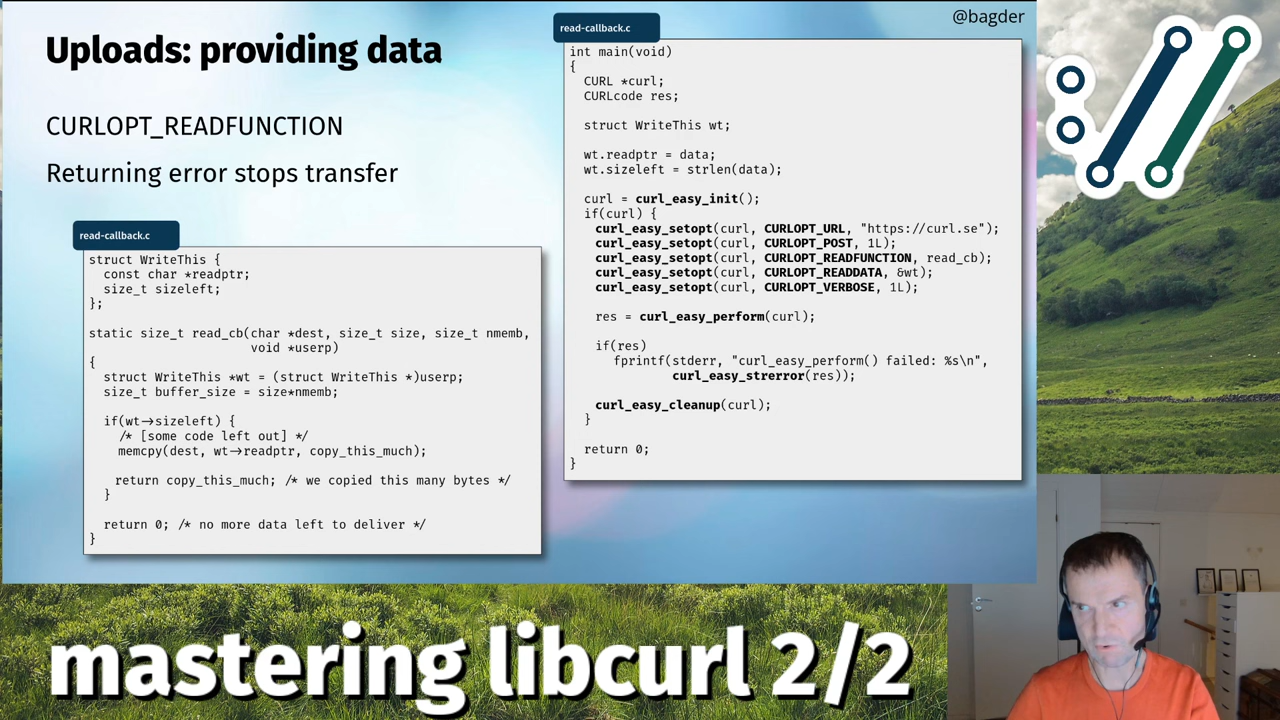 Uploads: providing data
@bagder
CURLOPT_READFUNCTION
Returning error stops transfer
read-callback.c
struct WriteThis {
  const char *readptr;
  size_t sizeleft;
};

static size_t read_cb(char *dest, size_t size, size_t nmemb,
                      void *userp)
{
  struct WriteThis *wt = (struct WriteThis *)userp;
  size_t buffer_size = size*nmemb;

  if(wt->sizeleft) {
    /* [some code left out] */
    memcpy(dest, wt->readptr, copy_this_much);

    return copy_this_much; /* we copied this many bytes */
  }

  return 0; /* no more data left to deliver */
}
read-callback.c
int main(void)
{
  CURL *curl;
  CURLcode res;

  struct WriteThis wt;

  wt.readptr = data;
  wt.sizeleft = strlen(data);

  curl = curl_easy_init();
  if(curl) {
    curl_easy_setopt(curl, CURLOPT_URL, "https://curl.se");
    curl_easy_setopt(curl, CURLOPT_POST, 1L);
    curl_easy_setopt(curl, CURLOPT_READFUNCTION, read_cb);
    curl_easy_setopt(curl, CURLOPT_READDATA, &wt);
    curl_easy_setopt(curl, CURLOPT_VERBOSE, 1L);

    res = curl_easy_perform(curl);

    if(res)
      fprintf(stderr, "curl_easy_perform() failed: %s\n",
              curl_easy_strerror(res));

    curl_easy_cleanup(curl);
  }

  return 0;
}
mastering libcurl 2/2